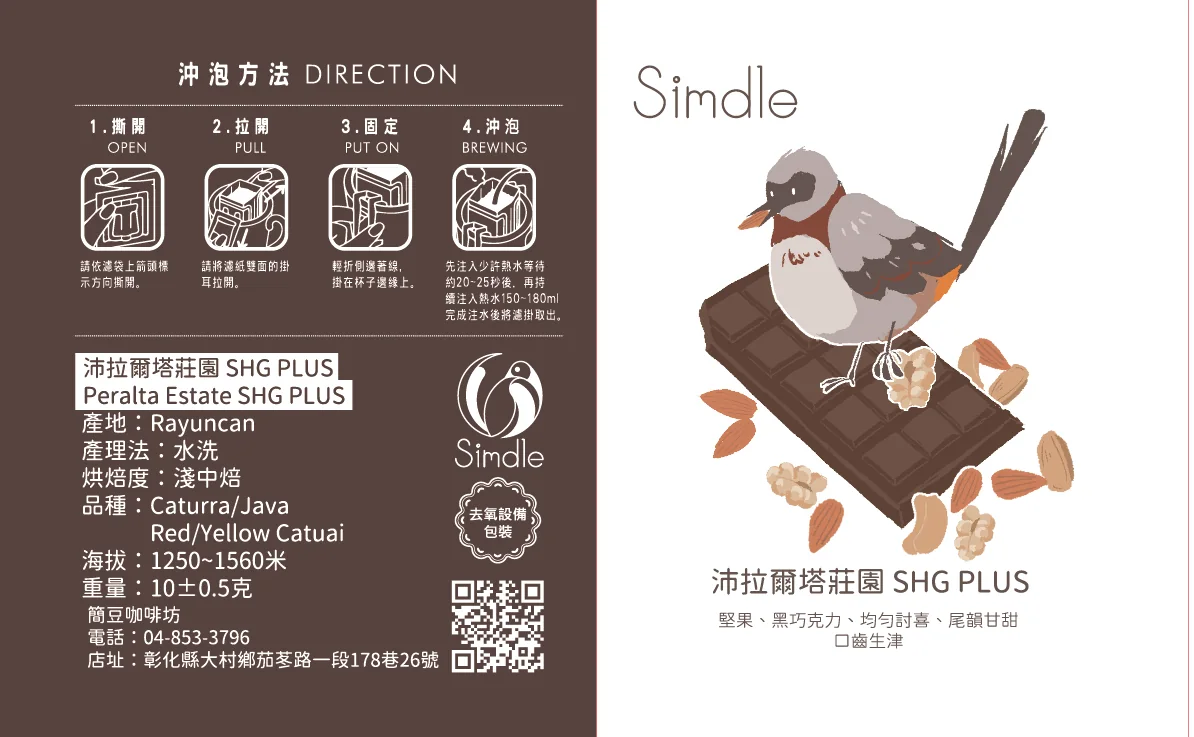 沖泡方法 DIRECTION
1.撕開
OPEN
請依濾袋上箭頭標
示方向撕開。
2.拉開
PULL
請將濾紙雙面的掛
耳拉開。
3.固定
PUT ON
輕折側邊著線,
掛在杯子邊緣上。
4.沖泡
BREWING
先注入少許熱水等待
約20~25秒後，再持
續注入熱水150~180ml
完成注水後將濾掛取出。
沛拉爾塔莊園 SHG PLUS
Peralta Estate SHG PLUS
產地：Rayuncan
產理法：水洗
烘焙度：淺中焙
品種：Caturra/Java
Red/Yellow Catuai
海拔：1250~1560米
重量：10±0.5克
簡豆咖啡坊
電話：04-853-3796
店址：彰化縣大村鄉茄苳路一段178巷26號
Simdle
去氧設備
包裝
Simdle
沛拉爾塔莊園 SHG PLUS
堅果、黑巧克力、均勻討喜、尾韻甘甜
口齒生津